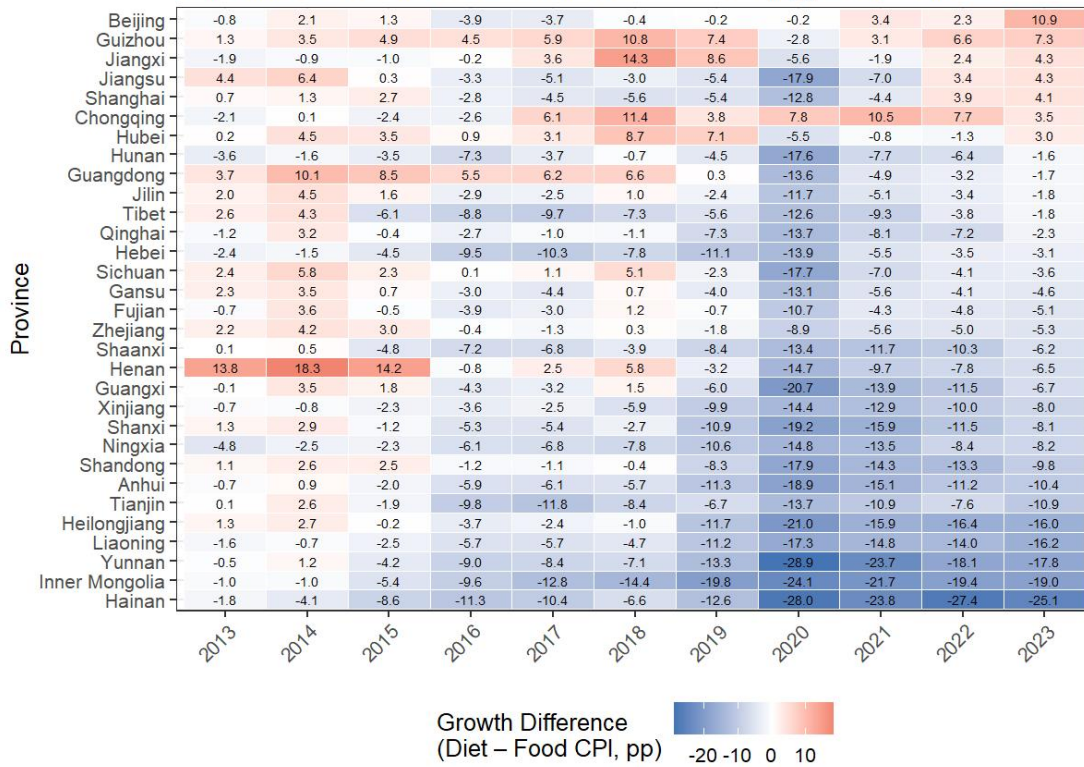 Beijing -0.8 2.1 1.3 -3.9 -3.7 -0.4 -0.2 -0.2 3.4 2.3 10.9
Guizhou 1.3 3.5 4.9 4.5 5.9 10.8 7.4 -2.8 3.1 6.6 7.3
Jiangxi -1.9 -0.9 -1.0 -0.2 3.6 14.3 8.6 -5.6 -1.9 2.4 4.3
Jiangsu 4.4 6.4 0.3 -3.3 -5.1 -3.0 -5.4 -17.9 -7.0 3.4 4.3
Shanghai 0.7 1.3 2.7 -2.8 -4.5 -5.6 -5.4 -12.8 -4.4 3.9 4.1
Chongqing -2.1 0.1 -2.4 -2.6 6.1 11.4 3.8 7.8 10.5 7.7 3.5
Hubei 0.2 4.5 3.5 0.9 3.1 8.7 7.1 -5.5 -0.8 -1.3 3.0
Hunan -3.6 -1.6 -3.5 -7.3 -3.7 -0.7 -4.5 -17.6 -7.7 -6.4 -1.6
Guangdong 3.7 10.1 8.5 5.5 6.2 6.6 0.3 -13.6 -4.9 -3.2 -1.7
Jilin 2.0 4.5 1.6 -2.9 -2.5 1.0 -2.4 -11.7 -5.1 -3.4 -1.8
Tibet 2.6 4.3 -6.1 -8.8 -9.7 -7.3 -5.6 -12.6 -9.3 -3.8 -1.8
Qinghai -1.2 3.2 -0.4 -2.7 -1.0 -1.1 -7.3 -13.7 -8.1 -7.2 -2.3
Hebei -2.4 -1.5 -4.5 -9.5 -10.3 -7.8 -11.1 -13.9 -5.5 -3.5 -3.1
Sichuan 2.4 5.8 2.3 0.1 1.1 5.1 -2.3 -17.7 -7.0 -4.1 -3.6
Gansu 2.3 3.5 0.7 -3.0 -4.4 0.7 -4.0 -13.1 -5.6 -4.1 -4.6
Fujian -0.7 3.6 -0.5 -3.9 -3.0 1.2 -0.7 -10.7 -4.3 -4.8 -5.1
Zhejiang 2.2 4.2 3.0 -0.4 -1.3 0.3 -1.8 -8.9 -5.6 -5.0 -5.3
Shaanxi 0.1 0.5 -4.8 -7.2 -6.8 -3.9 -8.4 -13.4 -11.7 -10.3 -6.2
Henan 13.8 18.3 14.2 -0.8 2.5 5.8 -3.2 -14.7 -9.7 -7.8 -6.5
Guangxi -0.1 3.5 1.8 -4.3 -3.2 1.5 -6.0 -20.7 -13.9 -11.5 -6.7
Xinjiang -0.7 -0.8 -2.3 -3.6 -2.5 -5.9 -9.9 -14.4 -12.9 -10.0 -8.0
Shanxi 1.3 2.9 -1.2 -5.3 -5.4 -2.7 -10.9 -19.2 -15.9 -11.5 -8.1
Ningxia -4.8 -2.5 -2.3 -6.1 -6.8 -7.8 -10.6 -14.8 -13.5 -8.4 -8.2
Shandong 1.1 2.6 2.5 -1.2 -1.1 -0.4 -8.3 -17.9 -14.3 -13.3 -9.8
Anhui -0.7 0.9 -2.0 -5.9 -6.1 -5.7 -11.3 -18.9 -15.1 -11.2 -10.4
Tianjin 0.1 2.6 -1.9 -9.8 -11.8 -8.4 -6.7 -13.7 -10.9 -7.6 -10.9
Heilongjiang 1.3 2.7 -0.2 -3.7 -2.4 -1.0 -11.7 -21.0 -15.9 -16.4 -16.0
Liaoning -1.6 -0.7 -2.5 -5.7 -5.7 -4.7 -11.2 -17.3 -14.8 -14.0 -16.2
Yunnan -0.5 1.2 -4.2 -9.0 -8.4 -7.1 -13.3 -28.9 -23.7 -18.1 -17.8
Inner Mongolia -1.0 -1.0 -5.4 -9.6 -12.8 -14.4 -19.8 -24.1 -21.7 -19.4 -19.0
Hainan -1.8 -4.1 -8.6 -11.3 -10.4 -6.6 -12.6 -28.0 -23.8 -27.4 -25.1
Province
2013 2014 2015 2016 2017 2018 2019 2020 2021 2022 2023
Growth Difference
(Diet – Food CPI, pp)
-20 -10 0 10